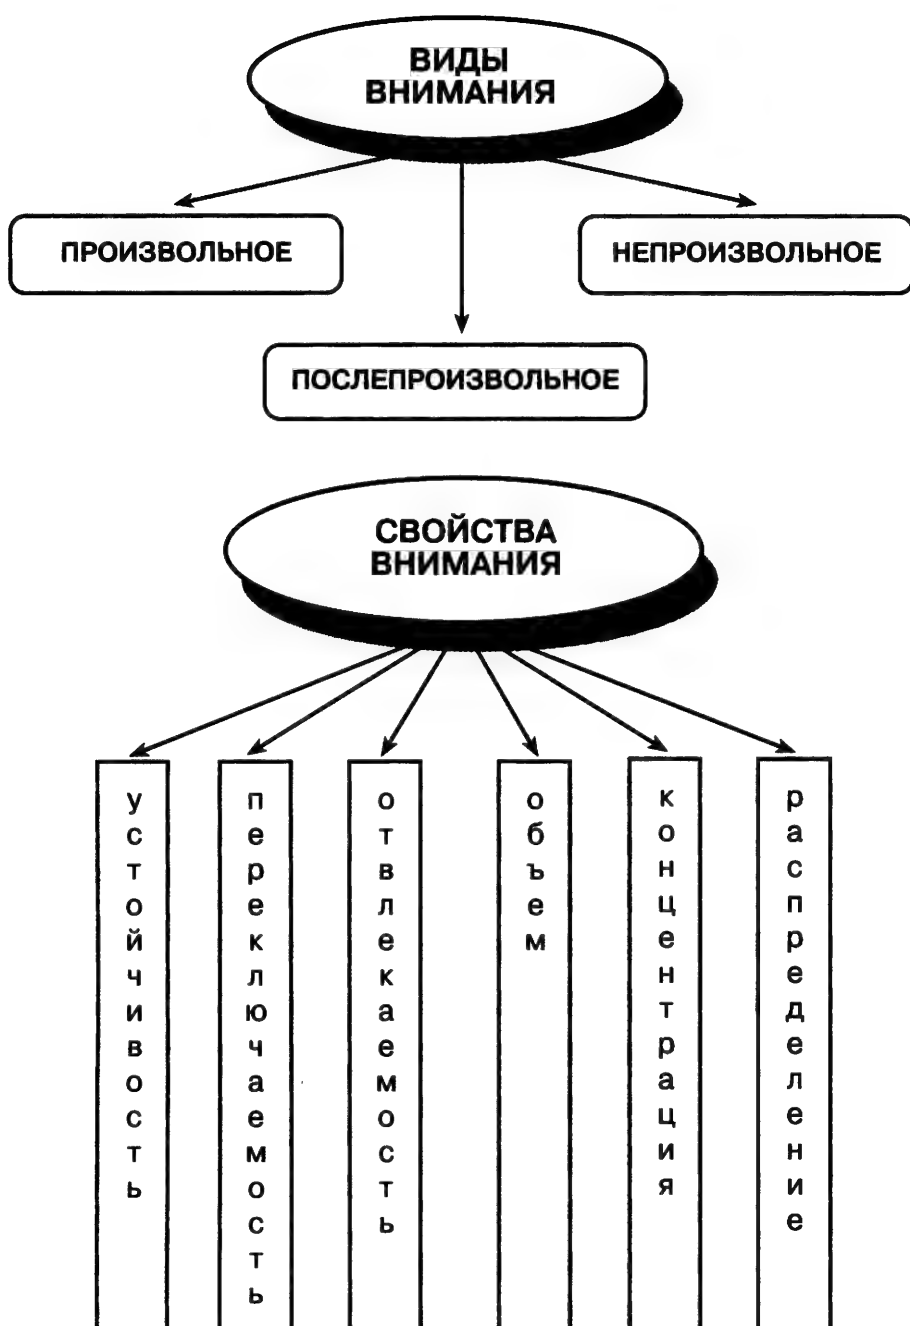 ВИДЫ
ВНИМАНИЯ
ПРОИЗВОЛЬНОЕ
НЕПРОИЗВОЛЬНОЕ
ПОСЛЕПРОИЗВОЛЬНОЕ
СВОЙСТВА
ВНИМАНИЯ
устойчивость
переключаемость
отвлекаемость
объем
концентрация
распределение